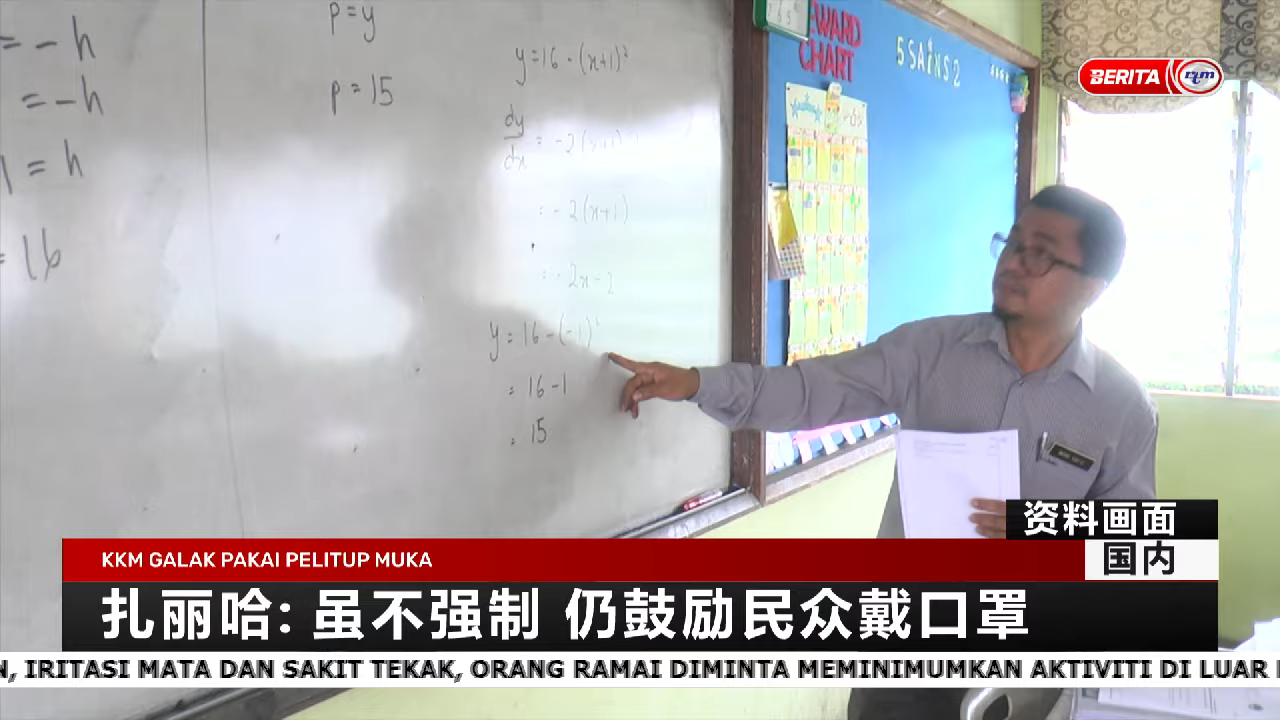 = -h
= -h
= h
= 16
p = y
p = 15
y = 16 - (x+1)²
dy
dx
= -2(x+1)
= -2x-2
y = 16 - (-1)²
= 16 - 1
= 15
REWARD
CHART
5 SAiNS 2
BERITA rtm
资料画面
国内
KKM GALAK PAKAI PELITUP MUKA
扎丽哈: 虽不强制 仍鼓励民众戴口罩
N, IRITASI MATA DAN SAKIT TEKAK, ORANG RAMAI DIMINTA MEMINIMUMKAN AKTIVITI DI LUAR